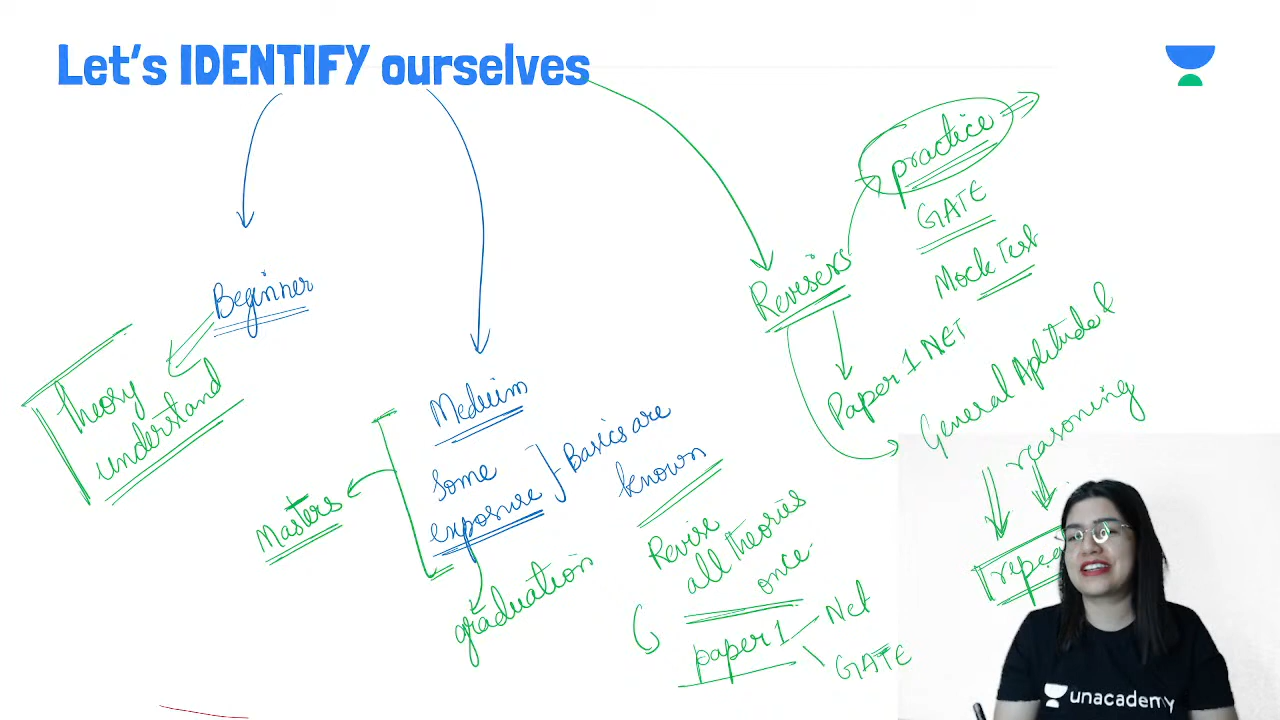 Let's IDENTIFY ourselves
Beginner
Theory
understand
Meduim
Some
exposure
Basics are
known
Masters
graduation
Revise
all theories
once
paper 1
Net
GATE
Revisers
practice
GATE
Mock Test
Paper 1 NET
General Aptitude &
reasoning
unacademy